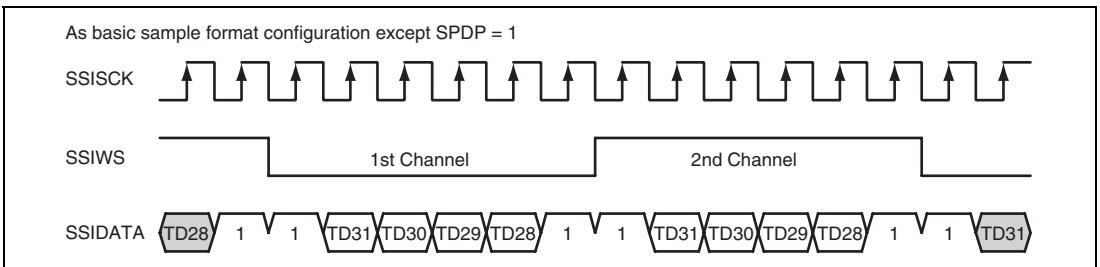 As basic sample format configuration except SPDP = 1
SSISCK
SSIWS 1st Channel 2nd Channel
SSIDATA TD28 1 1 TD31 TD30 TD29 TD28 1 1 TD31 TD30 TD29 TD28 1 1 TD31